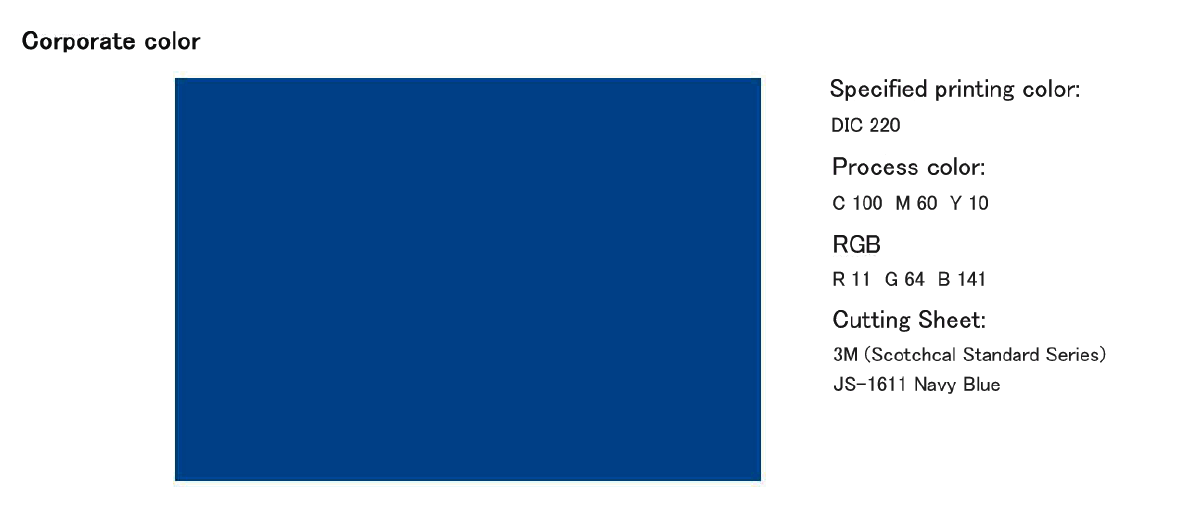 Corporate color
Specified printing color:
DIC 220
Process color:
C 100 M 60 Y 10
RGB
R 11 G 64 B 141
Cutting Sheet:
3M (Scotchcal Standard Series)
JS-1611 Navy Blue